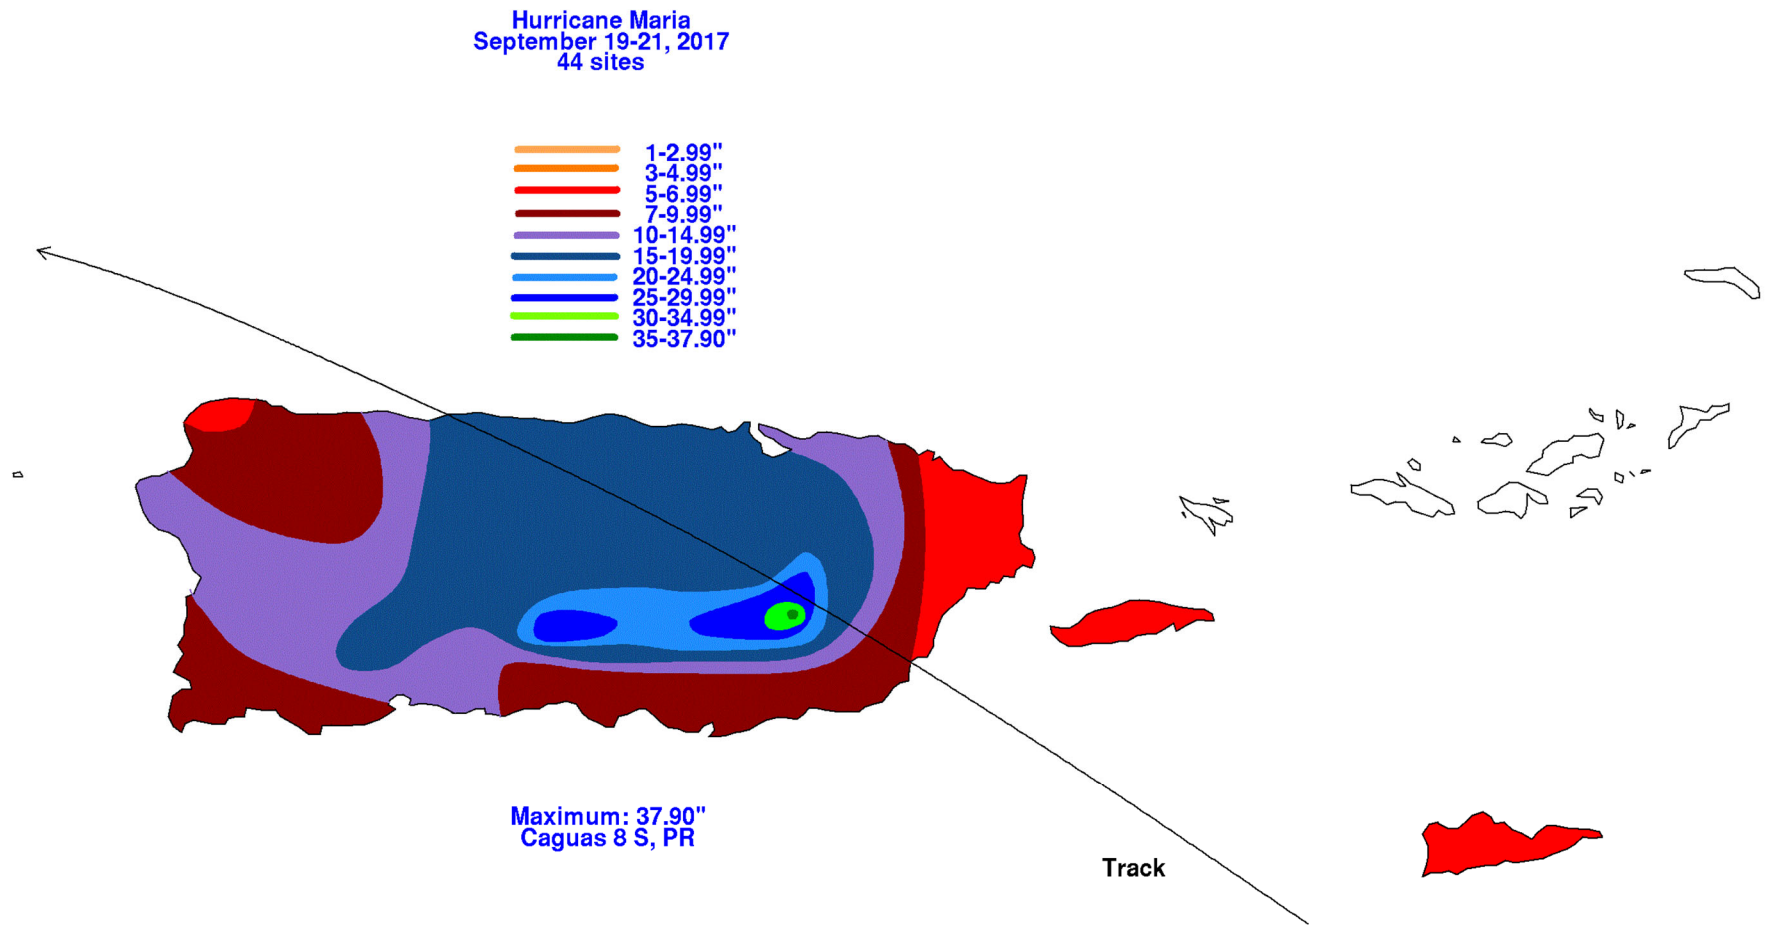 Hurricane Maria
September 19-21, 2017
44 sites
1-2.99"
3-4.99"
5-6.99"
7-9.99"
10-14.99"
15-19.99"
20-24.99"
25-29.99"
30-34.99"
35-37.90"
Maximum: 37.90"
Caguas 8 S, PR
Track